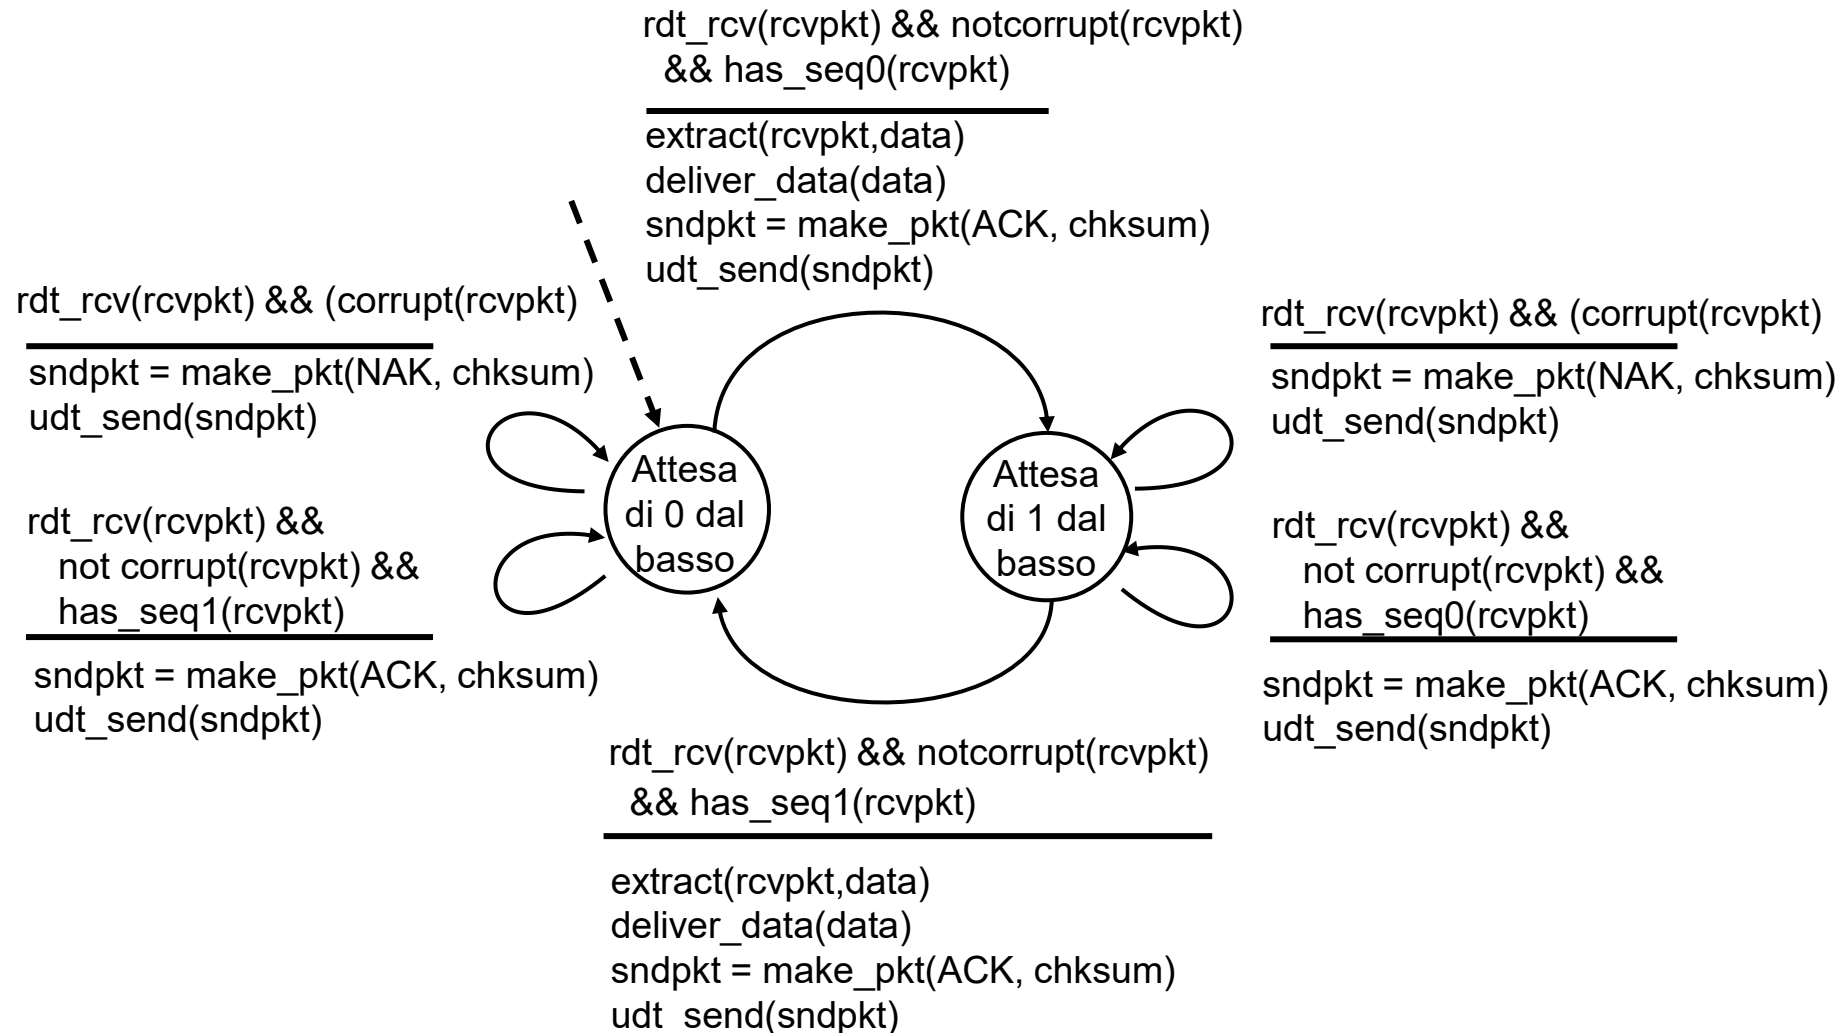 rdt_rcv(rcvpkt) && notcorrupt(rcvpkt)
&& has_seq0(rcvpkt)
extract(rcvpkt,data)
deliver_data(data)
sndpkt = make_pkt(ACK, chksum)
udt_send(sndpkt)
rdt_rcv(rcvpkt) && (corrupt(rcvpkt)
sndpkt = make_pkt(NAK, chksum)
udt_send(sndpkt)
rdt_rcv(rcvpkt) &&
not corrupt(rcvpkt) &&
has_seq1(rcvpkt)
sndpkt = make_pkt(ACK, chksum)
udt_send(sndpkt)
Attesa
di 0 dal
basso
Attesa
di 1 dal
basso
rdt_rcv(rcvpkt) && (corrupt(rcvpkt)
sndpkt = make_pkt(NAK, chksum)
udt_send(sndpkt)
rdt_rcv(rcvpkt) &&
not corrupt(rcvpkt) &&
has_seq0(rcvpkt)
sndpkt = make_pkt(ACK, chksum)
udt_send(sndpkt)
rdt_rcv(rcvpkt) && notcorrupt(rcvpkt)
&& has_seq1(rcvpkt)
extract(rcvpkt,data)
deliver_data(data)
sndpkt = make_pkt(ACK, chksum)
udt_send(sndpkt)